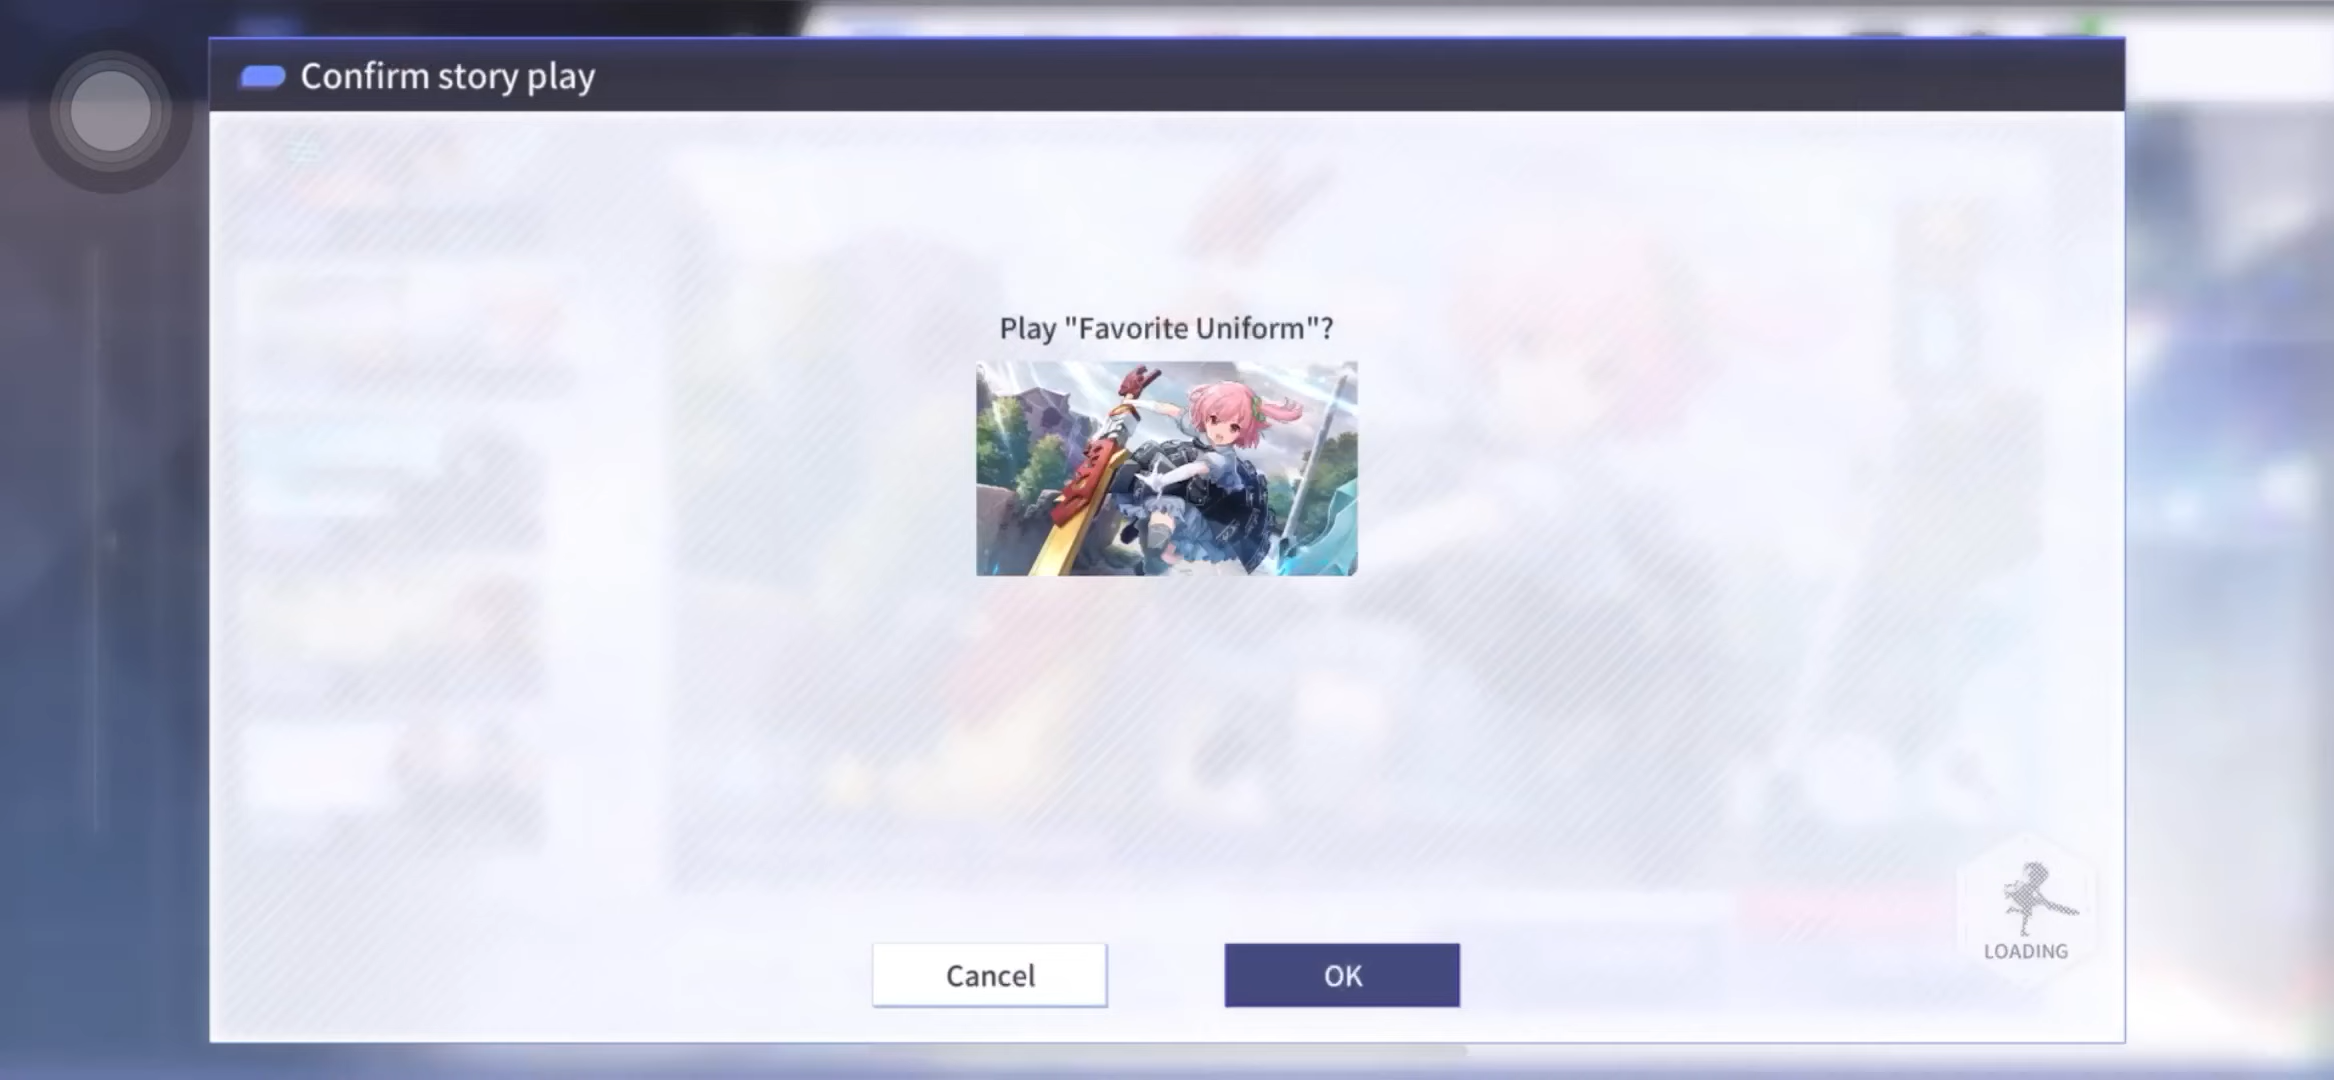 Confirm story play
Play "Favorite Uniform"?
LOADING
Cancel
OK